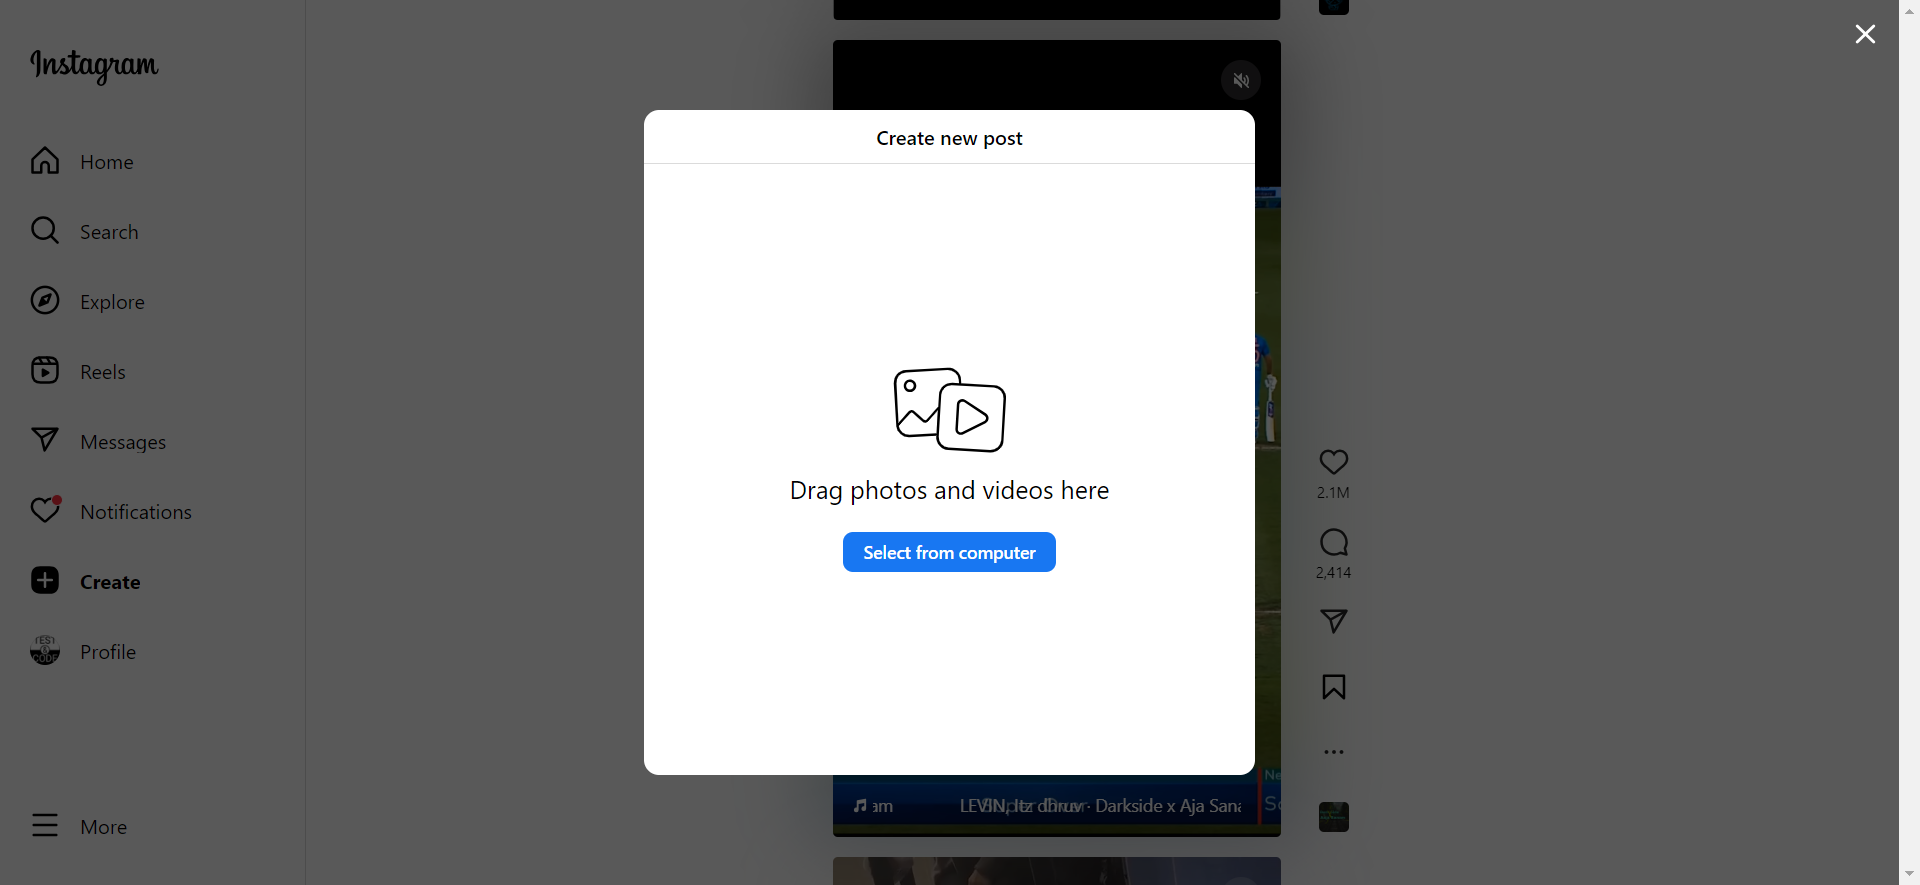 Instagram
Home
Search
Explore
Reels
Messages
Notifications
Create
Profile
More
Create new post
Drag photos and videos here
Select from computer
2.1M
2,414
am LEVIN, itz dhruv · Darkside x Aja Sana
Ne